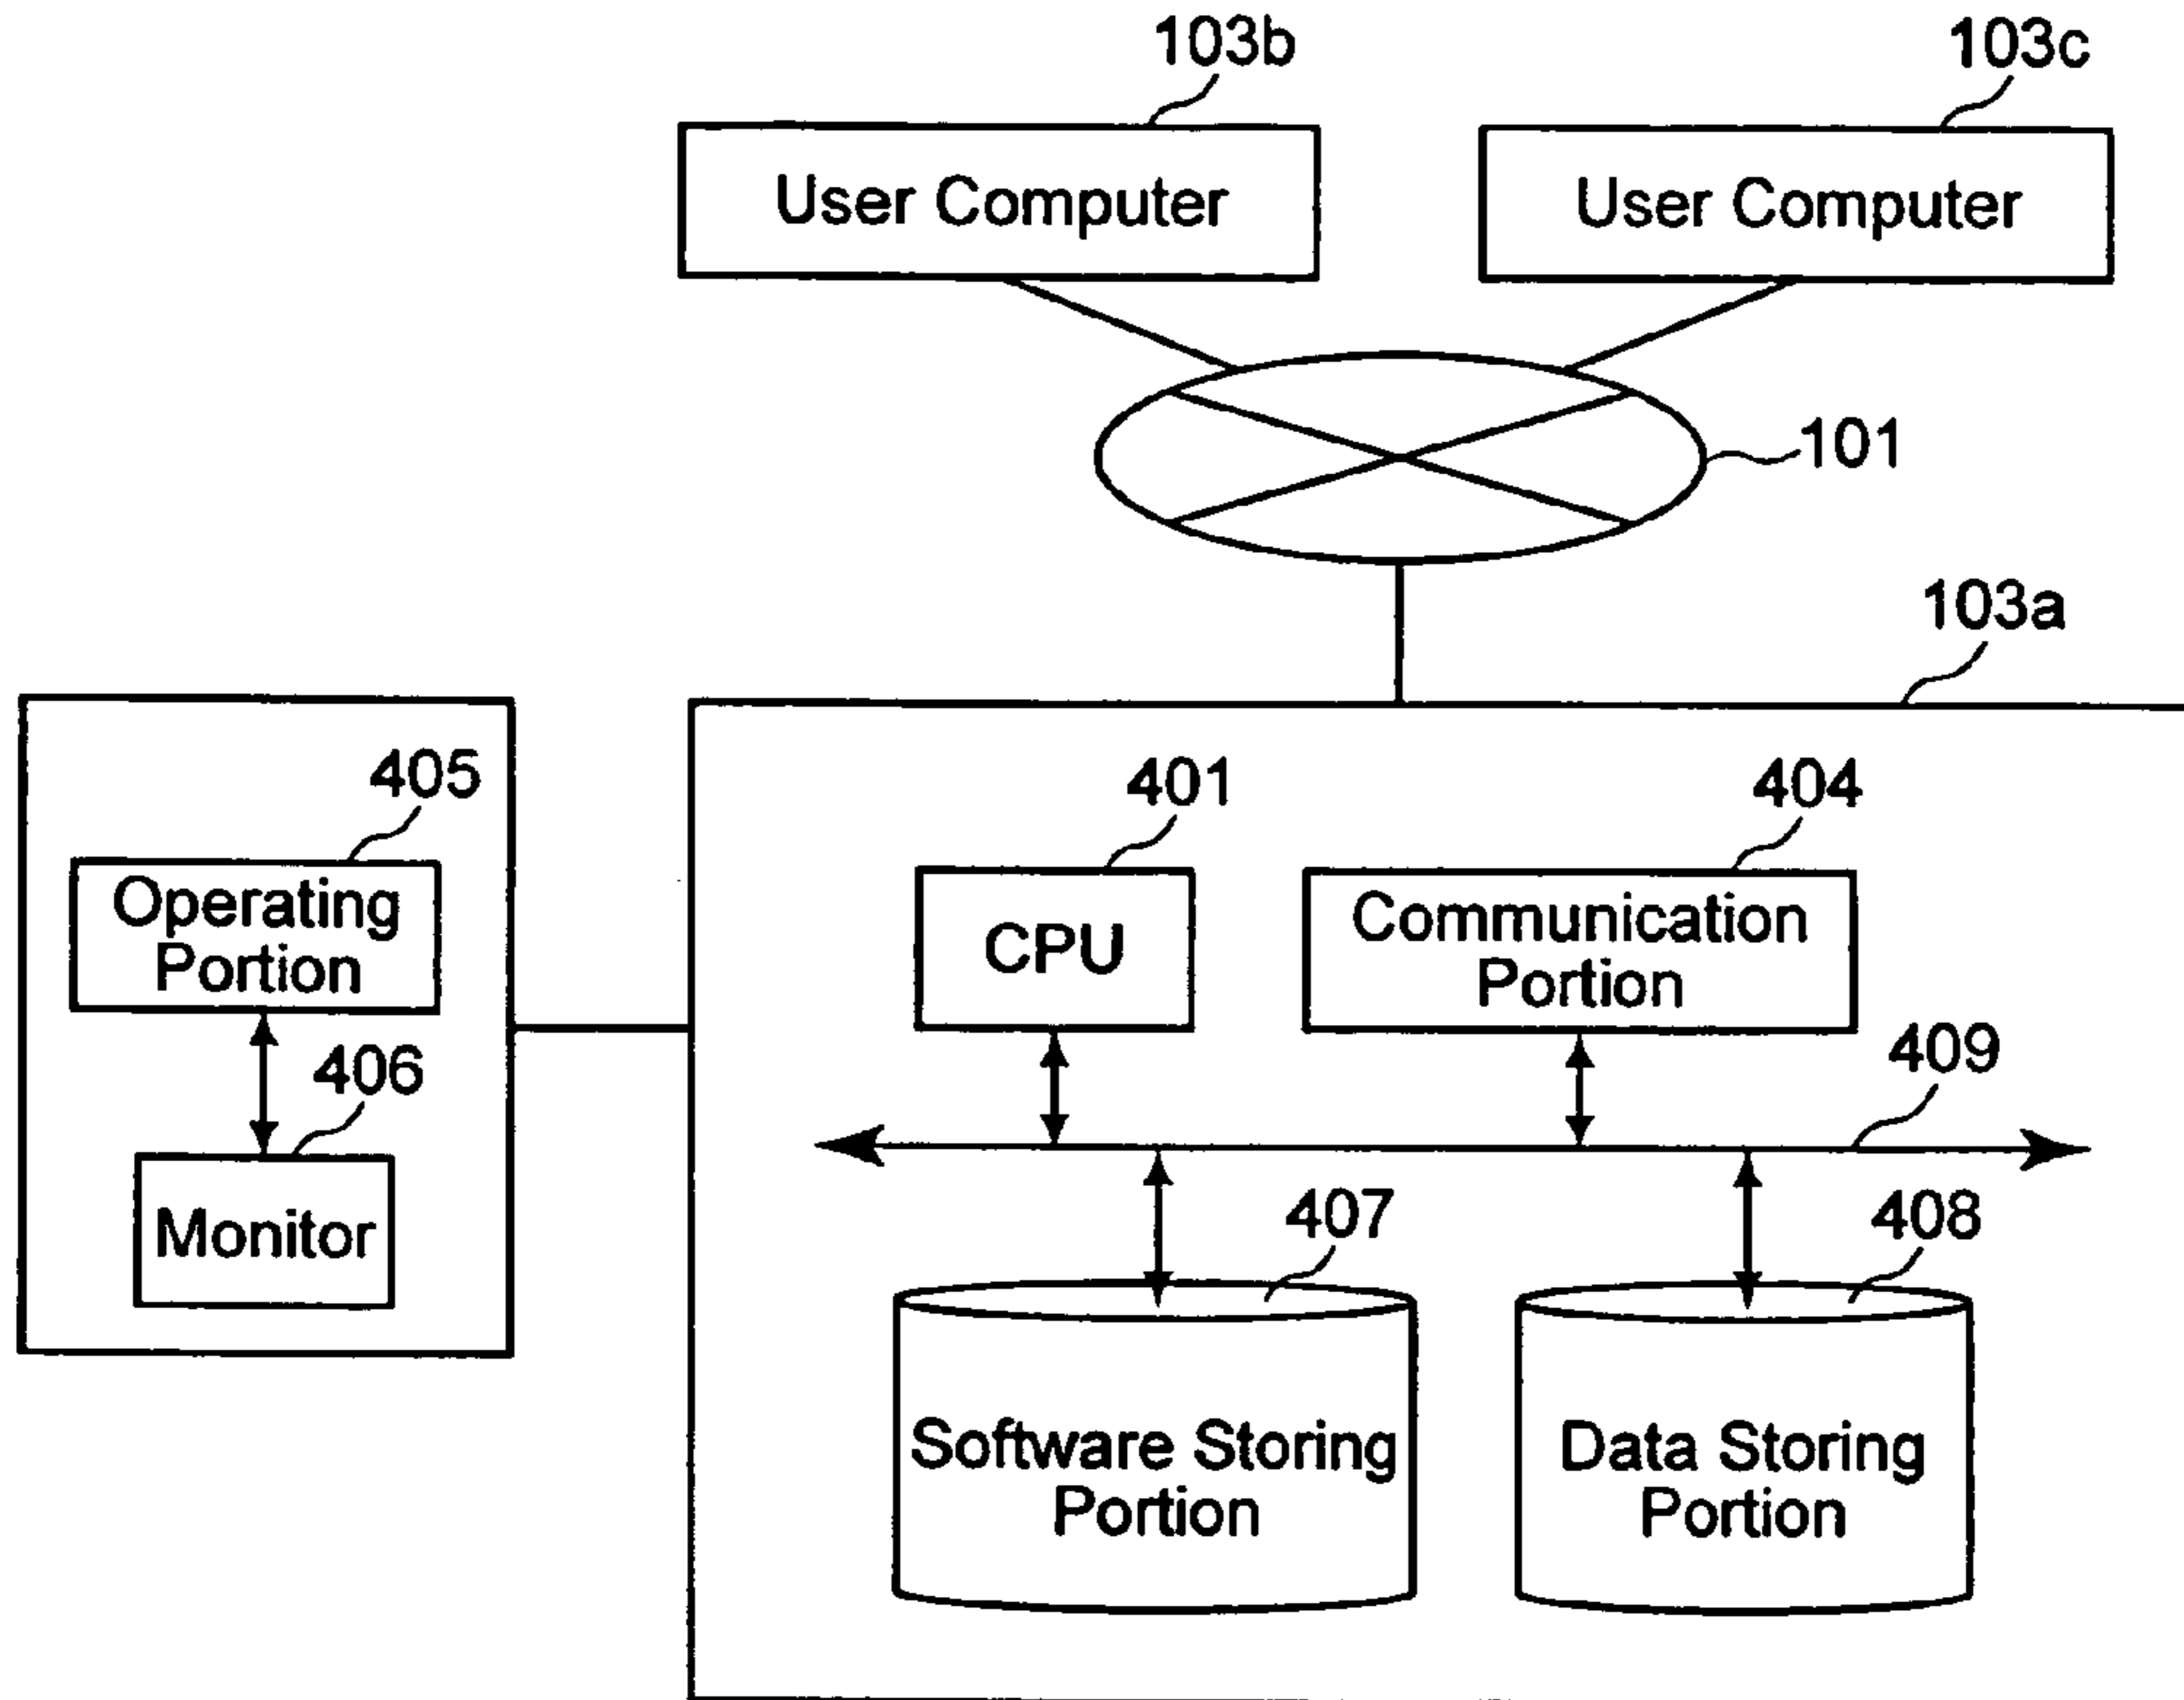 103b
103c
User Computer
User Computer
101
103a
405
401
404
Operating
Portion
CPU
Communication
Portion
406
409
Monitor
407
408
Software Storing
Portion
Data Storing
Portion